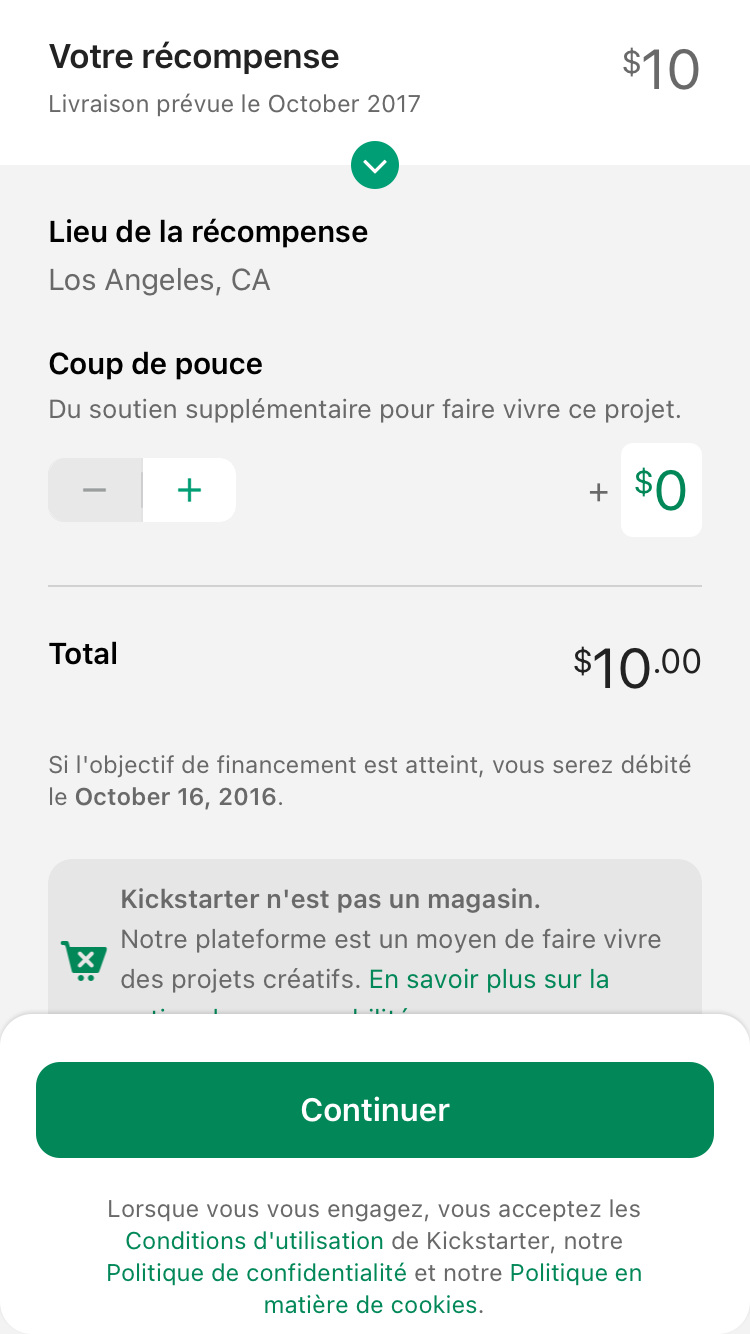 Votre récompense
$10
Livraison prévue le October 2017
Lieu de la récompense
Los Angeles, CA
Coup de pouce
Du soutien supplémentaire pour faire vivre ce projet.
− + + $0
Total
$10.00
Si l'objectif de financement est atteint, vous serez débité
le October 16, 2016.
Kickstarter n'est pas un magasin.
Notre plateforme est un moyen de faire vivre
des projets créatifs. En savoir plus sur la
Continuer
Lorsque vous vous engagez, vous acceptez les
Conditions d'utilisation de Kickstarter, notre
Politique de confidentialité et notre Politique en
matière de cookies.